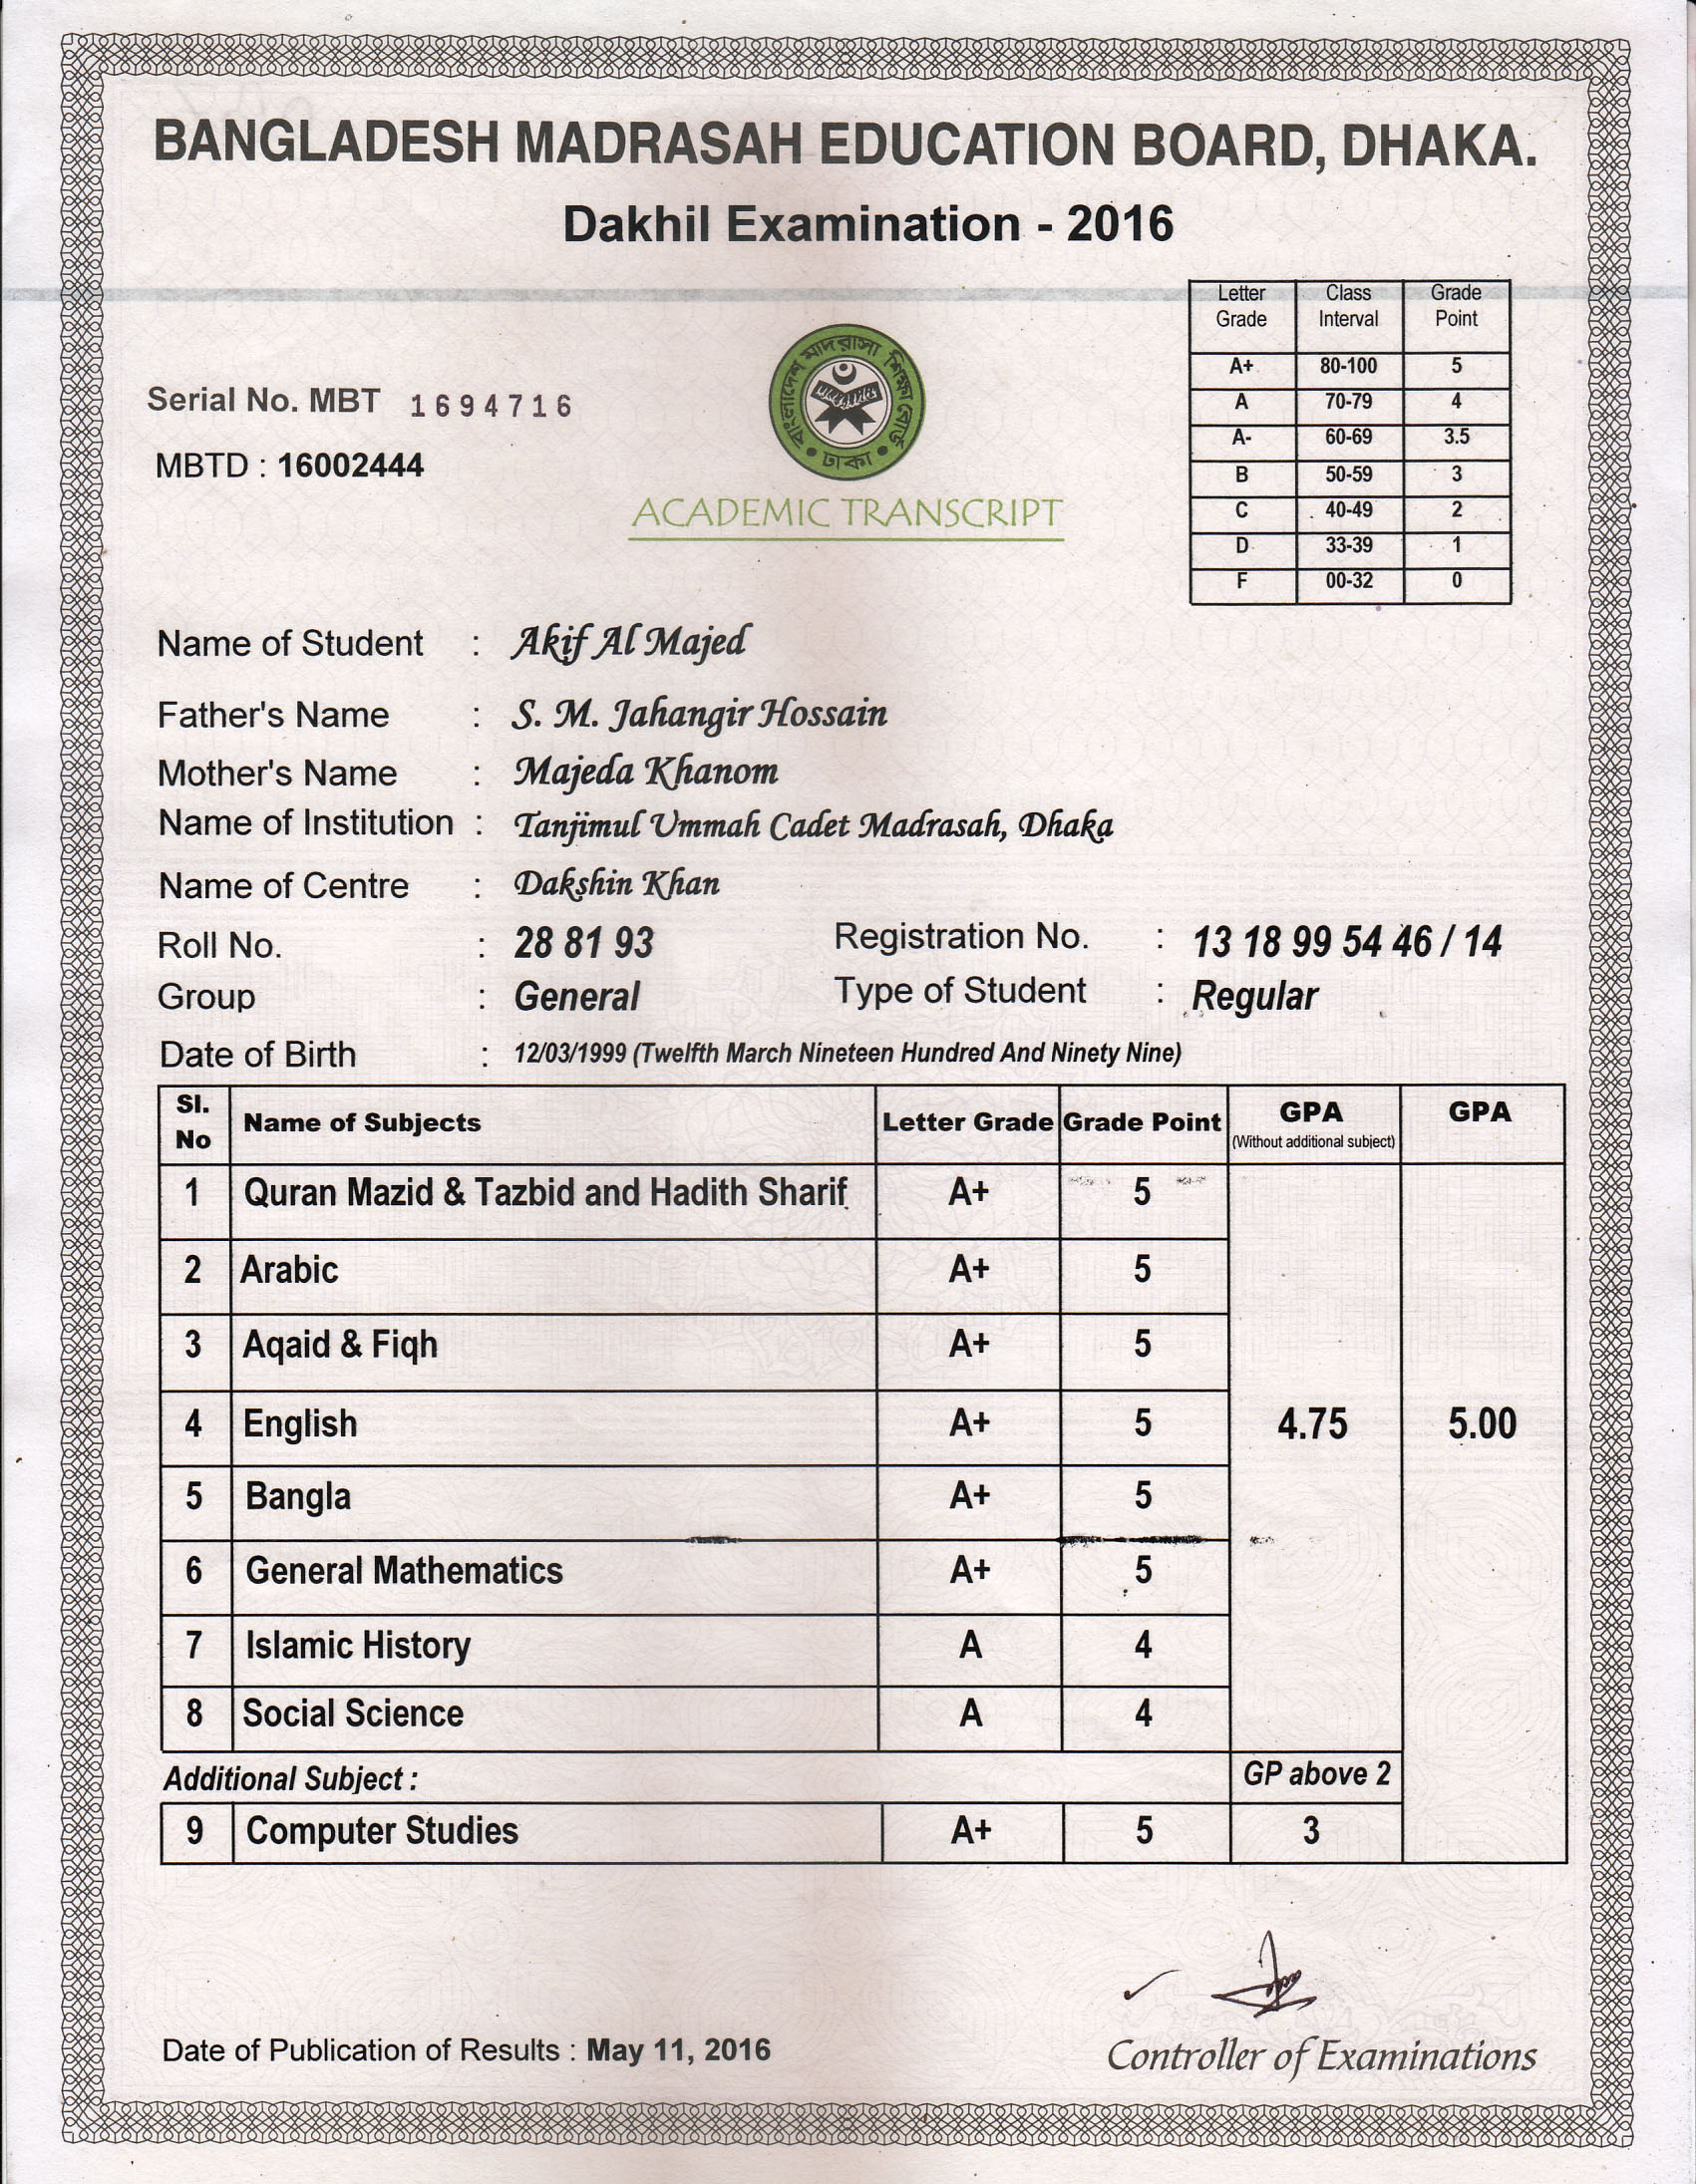 BANGLADESH MADRASAH EDUCATION BOARD, DHAKA.
Dakhil Examination - 2016
Letter Grade Class Interval Grade Point
A+ 80-100 5
A 70-79 4
A- 60-69 3.5
B 50-59 3
C 40-49 2
D 33-39 1
F 00-32 0
Serial No. MBT 1694716
MBTD : 16002444
বাংলাদেশ মাদরাসা শিক্ষা বোর্ড
ঢাকা
ACADEMIC TRANSCRIPT
Name of Student : Akif Al Majed
Father's Name : S. M. Jahangir Hossain
Mother's Name : Majeda Khanom
Name of Institution : Tanjimul Ummah Cadet Madrasah, Dhaka
Name of Centre : Dakshin Khan
Roll No. : 28 81 93 Registration No. : 13 18 99 54 46 / 14
Group : General Type of Student : Regular
Date of Birth : 12/03/1999 (Twelfth March Nineteen Hundred And Ninety Nine)
Sl. No Name of Subjects Letter Grade Grade Point GPA (Without additional subject) GPA
1 Quran Mazid & Tazbid and Hadith Sharif A+ 5
2 Arabic A+ 5
3 Aqaid & Fiqh A+ 5
4 English A+ 5 4.75 5.00
5 Bangla A+ 5
6 General Mathematics A+ 5
7 Islamic History A 4
8 Social Science A 4
Additional Subject : GP above 2
9 Computer Studies A+ 5 3
Date of Publication of Results : May 11, 2016
Controller of Examinations